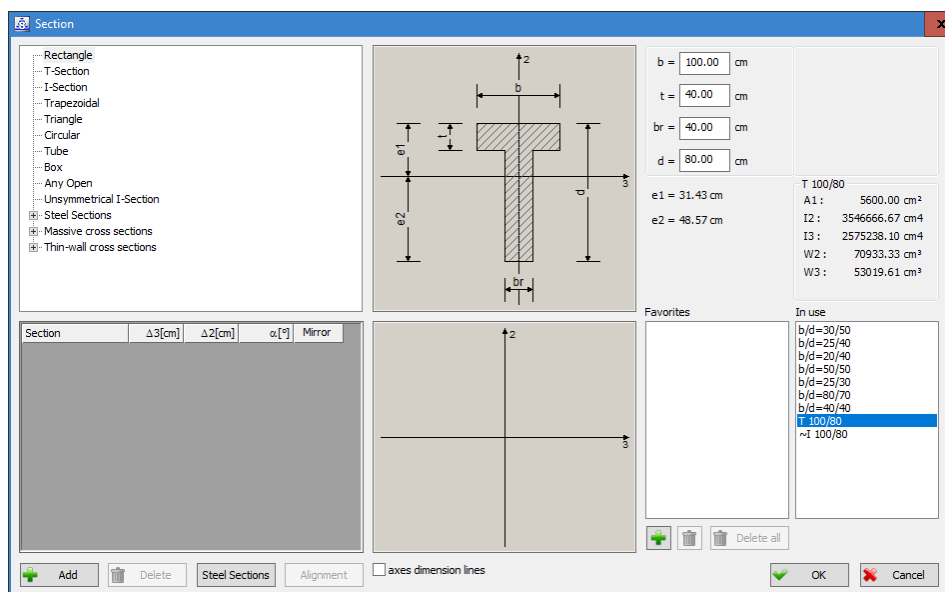 Section
x
Rectangle
T-Section
I-Section
Trapezoidal
Triangle
Circular
Tube
Box
Any Open
Unsymmetrical I-Section
Steel Sections
Massive cross sections
Thin-wall cross sections
2
b
t
e1
3
d
e2
br
b = 100.00 cm
t = 40.00 cm
br = 40.00 cm
d = 80.00 cm
e1 = 31.43 cm
e2 = 48.57 cm
T 100/80
A1 : 5600.00 cm²
I2 : 3546666.67 cm4
I3 : 2575238.10 cm4
W2 : 70933.33 cm³
W3 : 53019.61 cm³
Section Δ3[cm] Δ2[cm] α[°] Mirror
2
3
Favorites
In use
b/d=30/50
b/d=25/40
b/d=20/40
b/d=50/50
b/d=25/30
b/d=80/70
b/d=40/40
T 100/80
~I 100/80
Delete all
Add Delete Steel Sections Alignment
axes dimension lines
OK Cancel